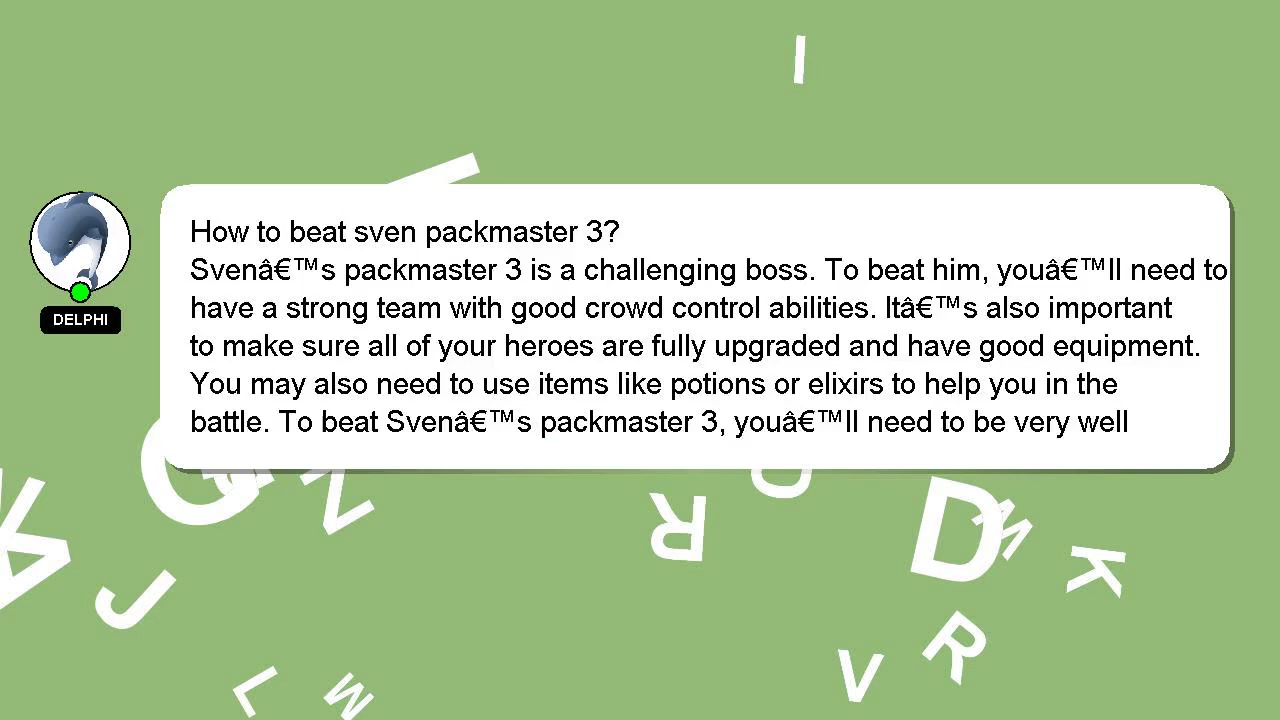 How to beat sven packmaster 3?
Svenâ€™s packmaster 3 is a challenging boss. To beat him, youâ€™ll need to
have a strong team with good crowd control abilities. Itâ€™s also important
to make sure all of your heroes are fully upgraded and have good equipment.
You may also need to use items like potions or elixirs to help you in the
battle. To beat Svenâ€™s packmaster 3, youâ€™ll need to be very well
DELPHI
I
G
N
O
R
D
M
K
J
R
V
L
M